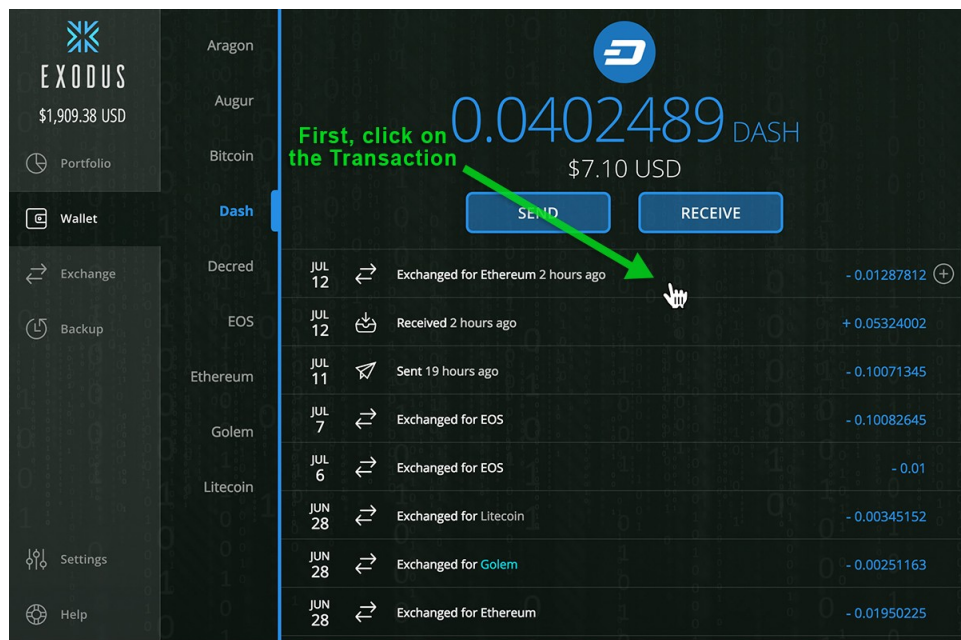 EXODUS
$1,909.38 USD
Portfolio
Wallet
Exchange
Backup
Settings
Help
Aragon
Augur
Bitcoin
Dash
Decred
EOS
Ethereum
Golem
Litecoin
0.0402489 DASH
$7.10 USD
First, click on
the Transaction
SEND RECEIVE
JUL 12 Exchanged for Ethereum 2 hours ago - 0.01287812
JUL 12 Received 2 hours ago + 0.05324002
JUL 11 Sent 19 hours ago - 0.10071345
JUL 7 Exchanged for EOS - 0.10082645
JUL 6 Exchanged for EOS - 0.01
JUN 28 Exchanged for Litecoin - 0.00345152
JUN 28 Exchanged for Golem - 0.00251163
JUN 28 Exchanged for Ethereum - 0.01950225